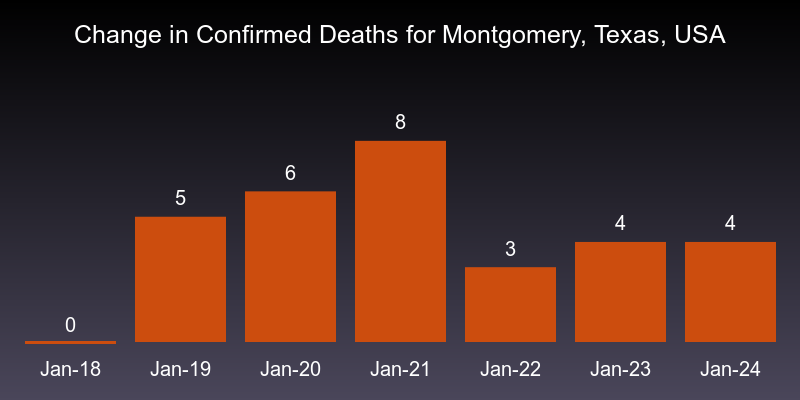 Change in Confirmed Deaths for Montgomery, Texas, USA
0 5 6 8 3 4 4
Jan-18 Jan-19 Jan-20 Jan-21 Jan-22 Jan-23 Jan-24